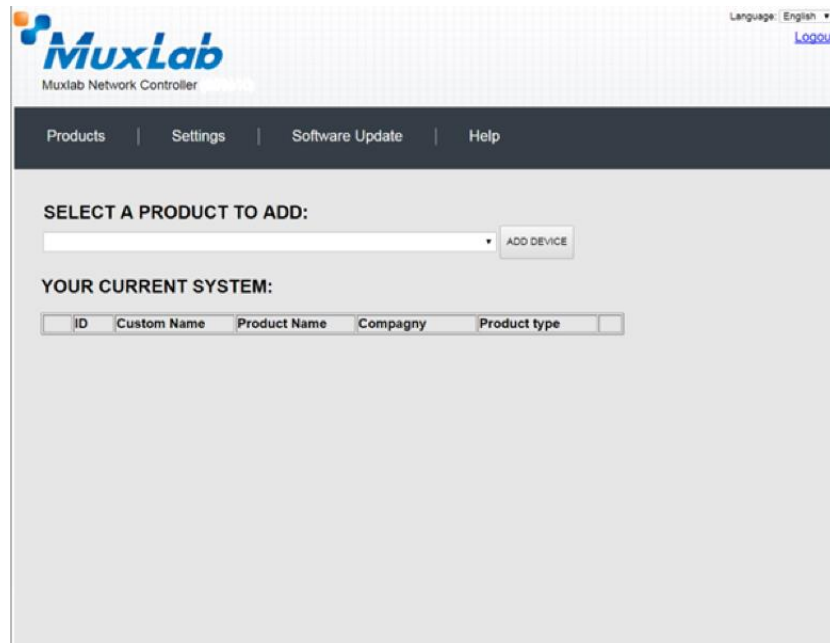 Language: English
Logou
MuxLab
Muxlab Network Controller
Products | Settings | Software Update | Help
SELECT A PRODUCT TO ADD:
ADD DEVICE
YOUR CURRENT SYSTEM:
ID Custom Name Product Name Compagny Product type